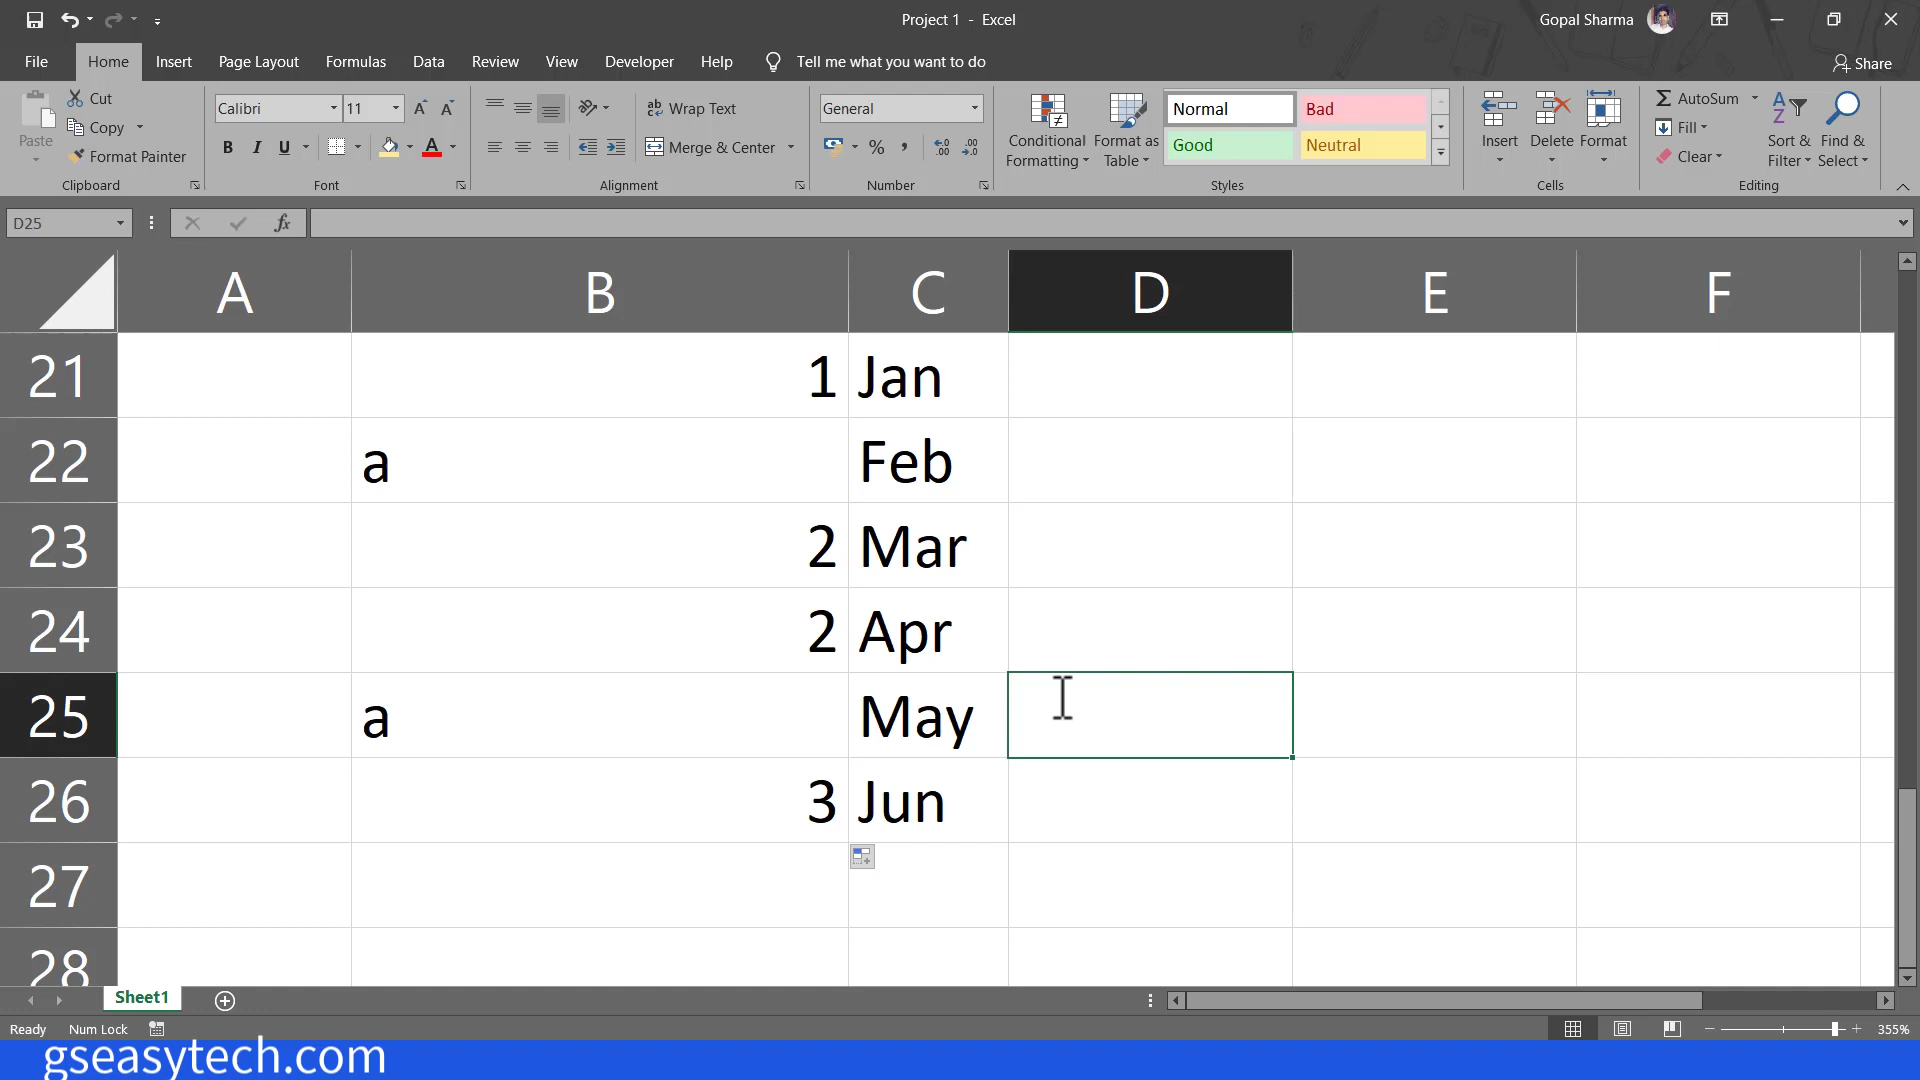 Project 1 - Excel
Gopal Sharma
File Home Insert Page Layout Formulas Data Review View Developer Help Tell me what you want to do Share
Paste
Cut
Copy
Format Painter
Clipboard
Calibri 11
B I U A
Font
ab Wrap Text
Merge & Center
Alignment
General
% ,
Number
Conditional Formatting
Format as Table
Normal Bad
Good Neutral
Styles
Insert Delete Format
Cells
AutoSum
Fill
Clear
Sort & Filter
Find & Select
Editing
D25 fx
A B C D E F
21 1 Jan
22 a Feb
23 2 Mar
24 2 Apr
25 a May
26 3 Jun
27
28
Sheet1
Ready Num Lock 355%
gseasytech.com